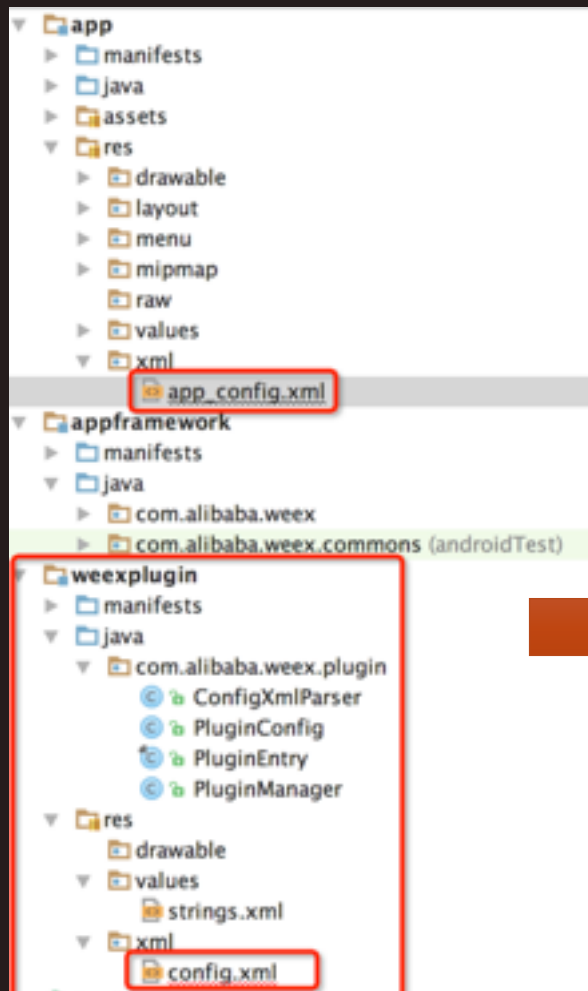 app
manifests
java
assets
res
drawable
layout
menu
mipmap
raw
values
xml
app_config.xml
appframework
manifests
java
com.alibaba.weex
com.alibaba.weex.commons (androidTest)
weexplugin
manifests
java
com.alibaba.weex.plugin
ConfigXmlParser
PluginConfig
PluginEntry
PluginManager
res
drawable
values
strings.xml
xml
config.xml